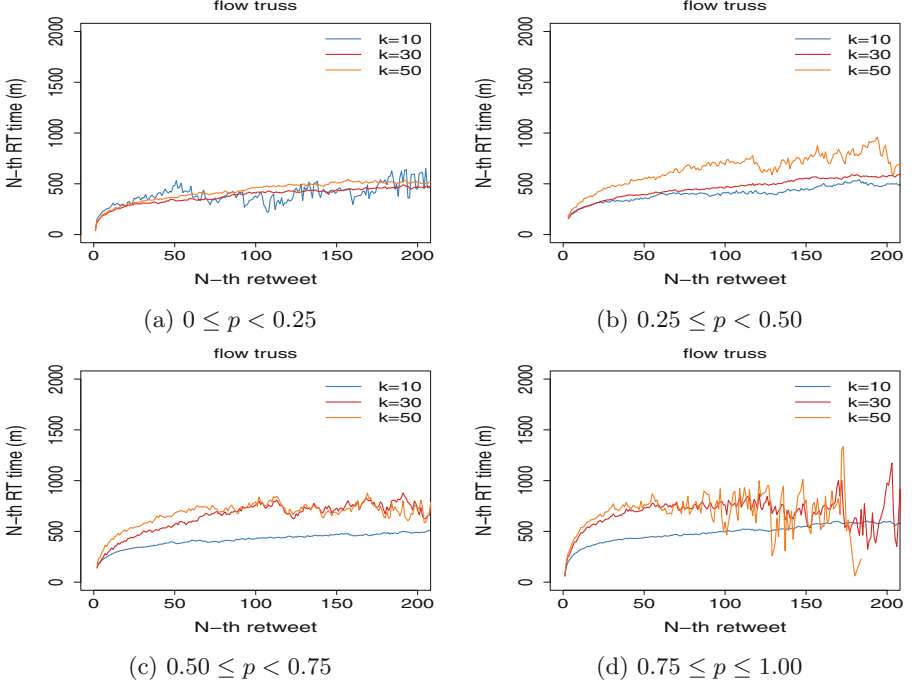 flow truss
2000
1500
1000
500
0
N-th RT time (m)
k=10
k=30
k=50
0 50 100 150 200
N-th retweet
(a) 0 ≤ p < 0.25
flow truss
2000
1500
1000
500
0
N-th RT time (m)
k=10
k=30
k=50
0 50 100 150 200
N-th retweet
(b) 0.25 ≤ p < 0.50
flow truss
2000
1500
1000
500
0
N-th RT time (m)
k=10
k=30
k=50
0 50 100 150 200
N-th retweet
(c) 0.50 ≤ p < 0.75
flow truss
2000
1500
1000
500
0
N-th RT time (m)
k=10
k=30
k=50
0 50 100 150 200
N-th retweet
(d) 0.75 ≤ p ≤ 1.00